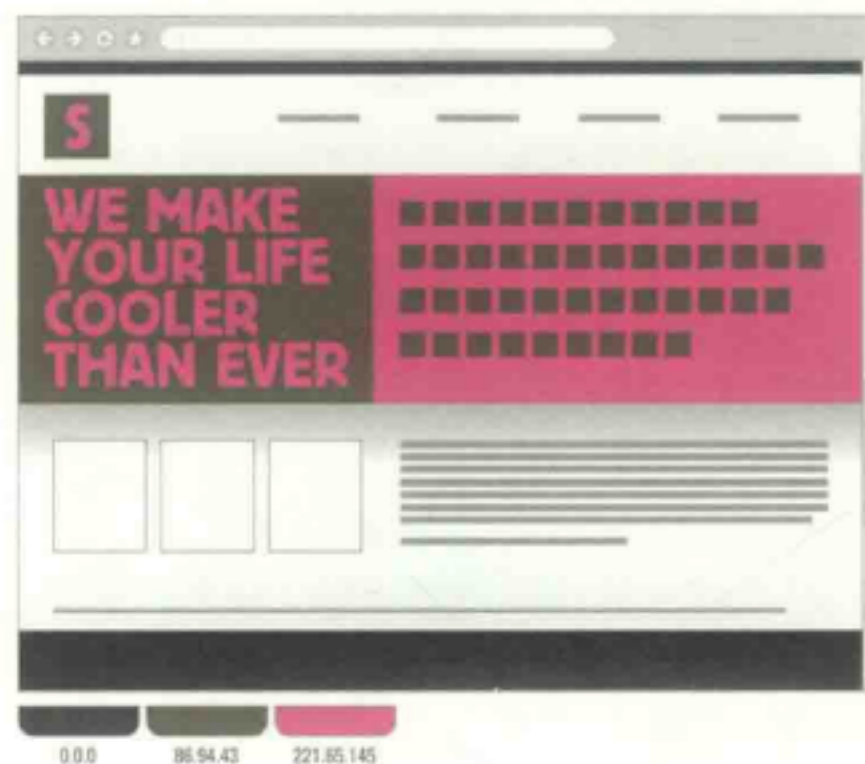 S
WE MAKE
YOUR LIFE
COOLER
THAN EVER
0.0.0 86.94.43 221.65.145